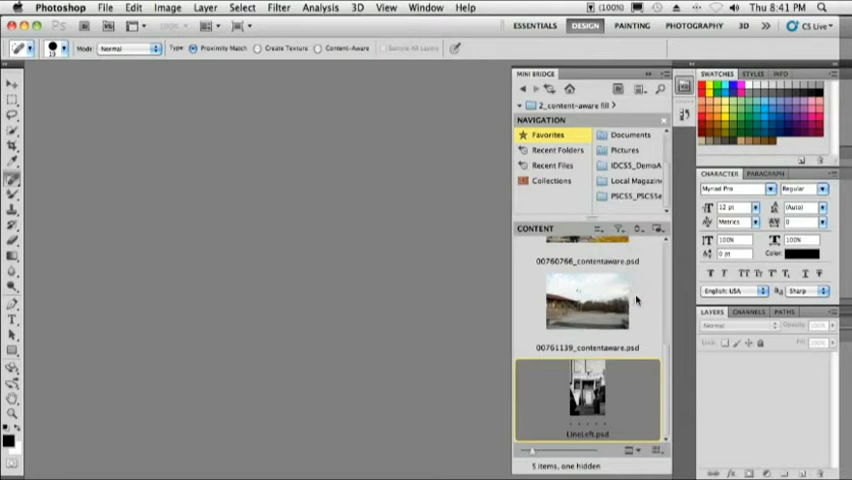 Photoshop File Edit Image Layer Select Filter Analysis 3D View Window Help (100%) Thu 8:41 PM
Ps Br ESSENTIALS DESIGN PAINTING PHOTOGRAPHY 3D CS Live
Mode: Normal Type: Proximity Match Create Texture Content-Aware Sample All Layers
MINI BRIDGE
2_content-aware fill
NAVIGATION
Favorites
Recent Folders
Recent Files
Collections
Documents
Pictures
IDCS5_DemoA
Local Magazin
PSCS5_PSCS5e
CONTENT
00760766_contentaware.psd
00761139_contentaware.psd
LineLeft.psd
5 items, one hidden
SWATCHES STYLES INFO
CHARACTER PARAGRAPH
Myriad Pro Regular
12 pt (Auto)
Metrics 0
100% 100%
0 pt Color:
English: USA Sharp
LAYERS CHANNELS PATHS
Normal Opacity:
Lock: Fill: